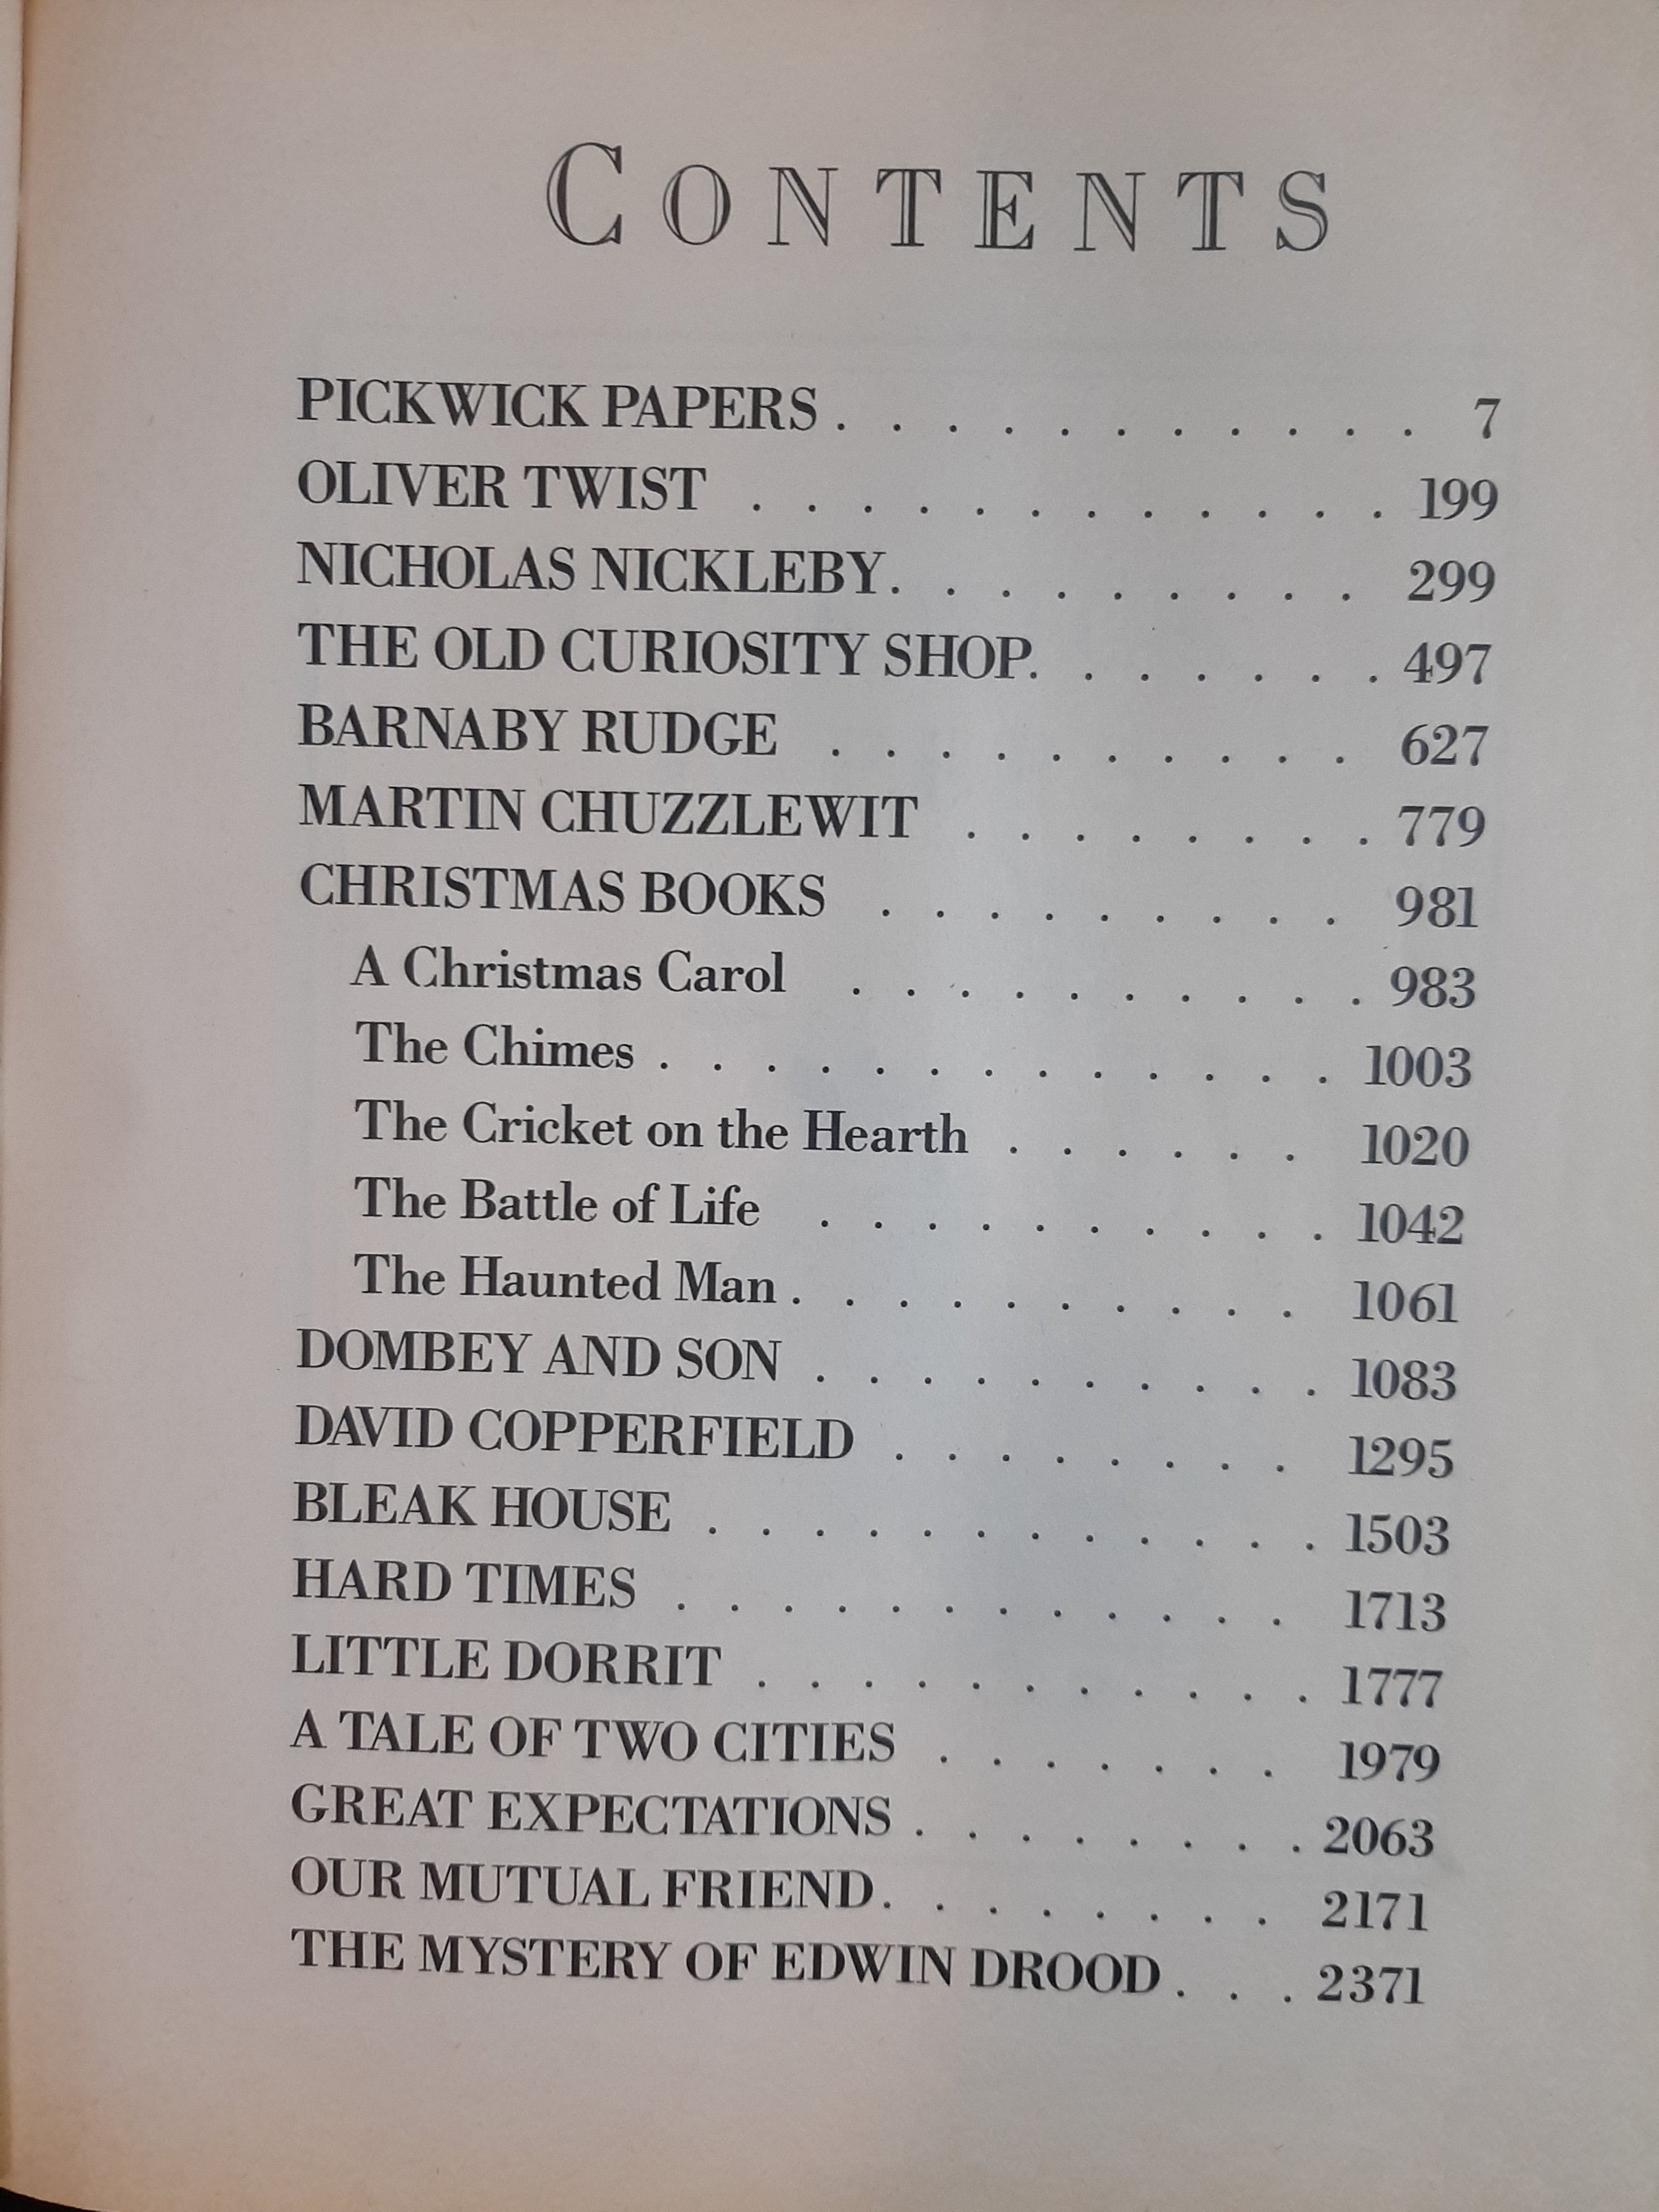 CONTENTS
PICKWICK PAPERS . . . . . . . . . . . 7
OLIVER TWIST . . . . . . . . . . . . 199
NICHOLAS NICKLEBY. . . . . . . . . 299
THE OLD CURIOSITY SHOP. . . . . . . 497
BARNABY RUDGE . . . . . . . . . . 627
MARTIN CHUZZLEWIT . . . . . . . . 779
CHRISTMAS BOOKS . . . . . . . . . 981
A Christmas Carol . . . . . . . . . . 983
The Chimes . . . . . . . . . . . . . 1003
The Cricket on the Hearth . . . . . . 1020
The Battle of Life . . . . . . . . . . 1042
The Haunted Man . . . . . . . . . . 1061
DOMBEY AND SON . . . . . . . . . . 1083
DAVID COPPERFIELD . . . . . . . . 1295
BLEAK HOUSE . . . . . . . . . . . . 1503
HARD TIMES . . . . . . . . . . . . 1713
LITTLE DORRIT . . . . . . . . . . . 1777
A TALE OF TWO CITIES . . . . . . . 1979
GREAT EXPECTATIONS . . . . . . . . 2063
OUR MUTUAL FRIEND. . . . . . . . 2171
THE MYSTERY OF EDWIN DROOD . . . 2371